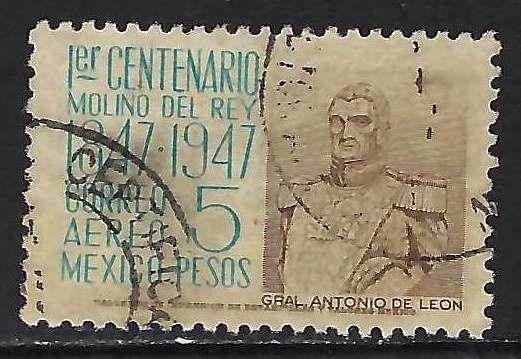 1er CENTENARIO
MOLINO DEL REY
1847·1947
CORREO
AEREO 5
MEXICO PESOS
GRAL. ANTONIO DE LEON